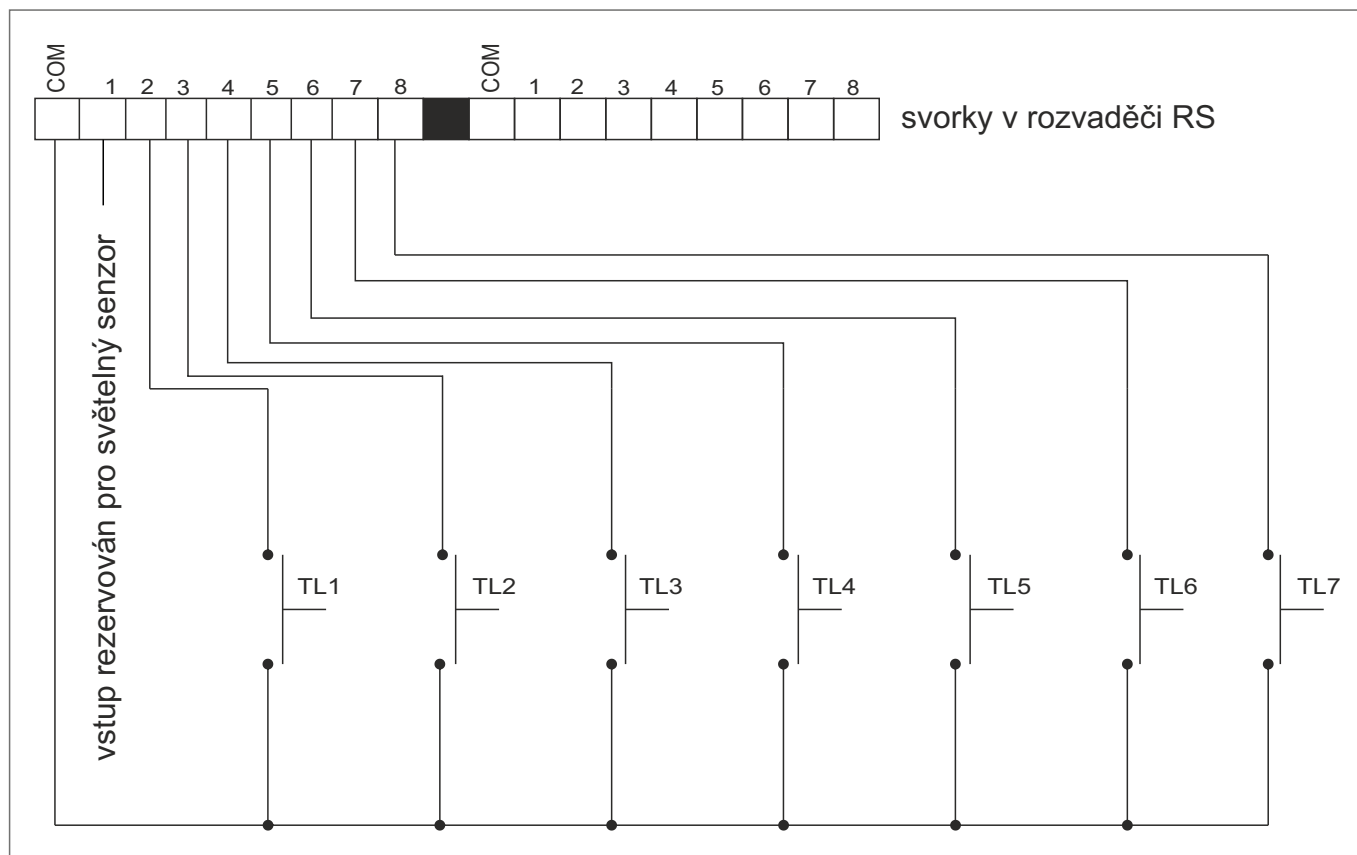 COM 1 2 3 4 5 6 7 8 COM 1 2 3 4 5 6 7 8
svorky v rozvaděči RS
vstup rezervován pro světelný senzor
TL1 TL2 TL3 TL4 TL5 TL6 TL7